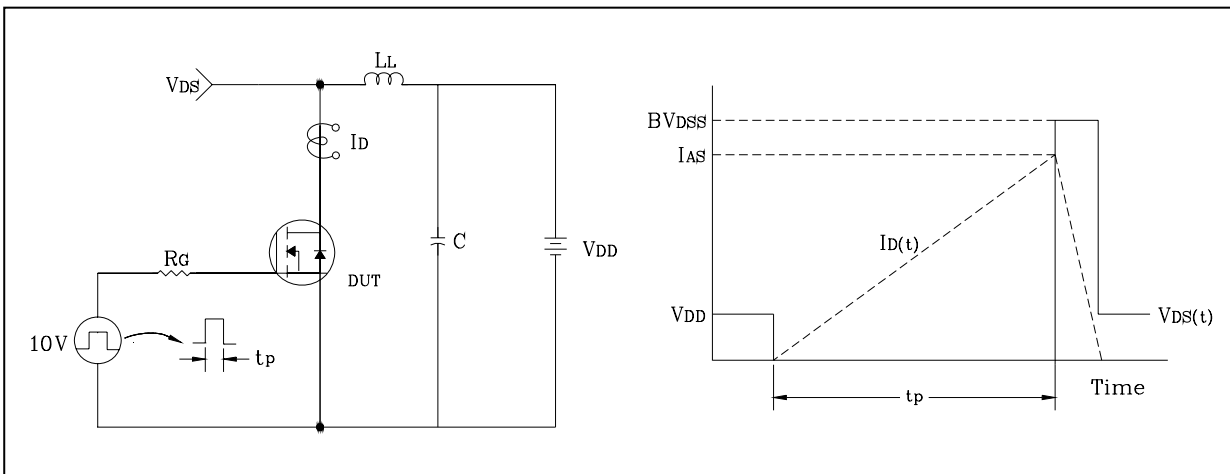 VDS
LL
ID
RG
DUT
C
VDD
10V
tp
BVDSS
IAS
ID(t)
VDD
VDS(t)
Time
tp